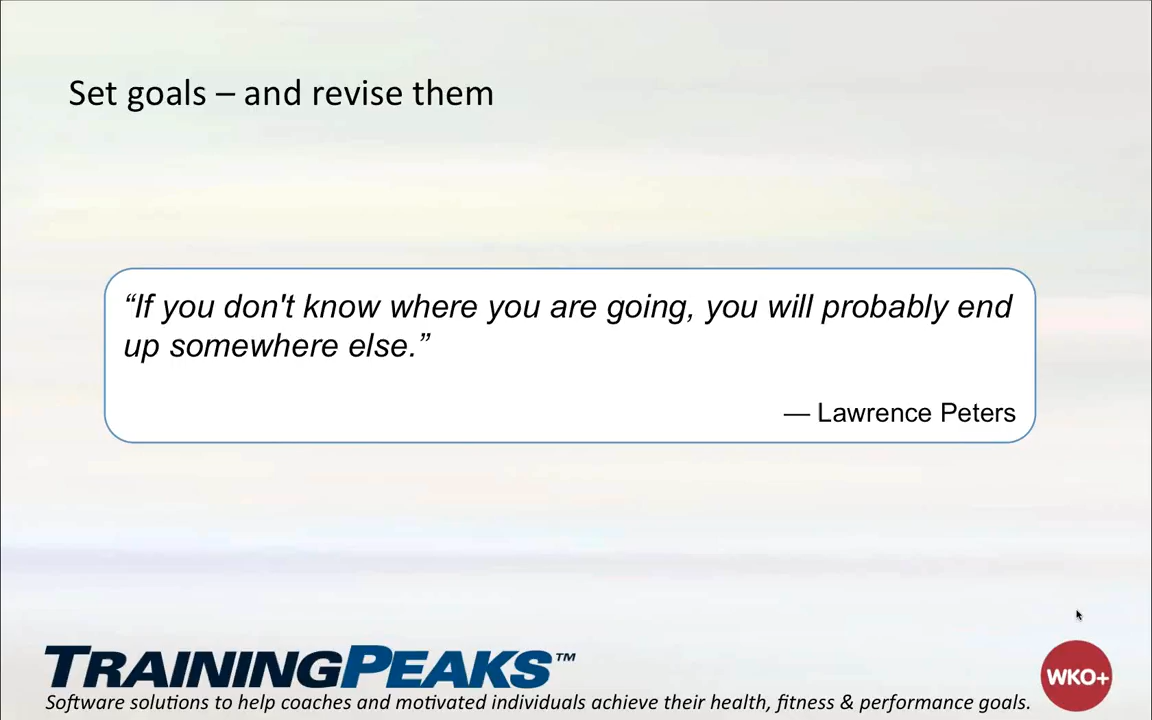 Set goals – and revise them
“If you don't know where you are going, you will probably end
up somewhere else.”
— Lawrence Peters
TRAININGPEAKS™
Software solutions to help coaches and motivated individuals achieve their health, fitness & performance goals.
WKO+